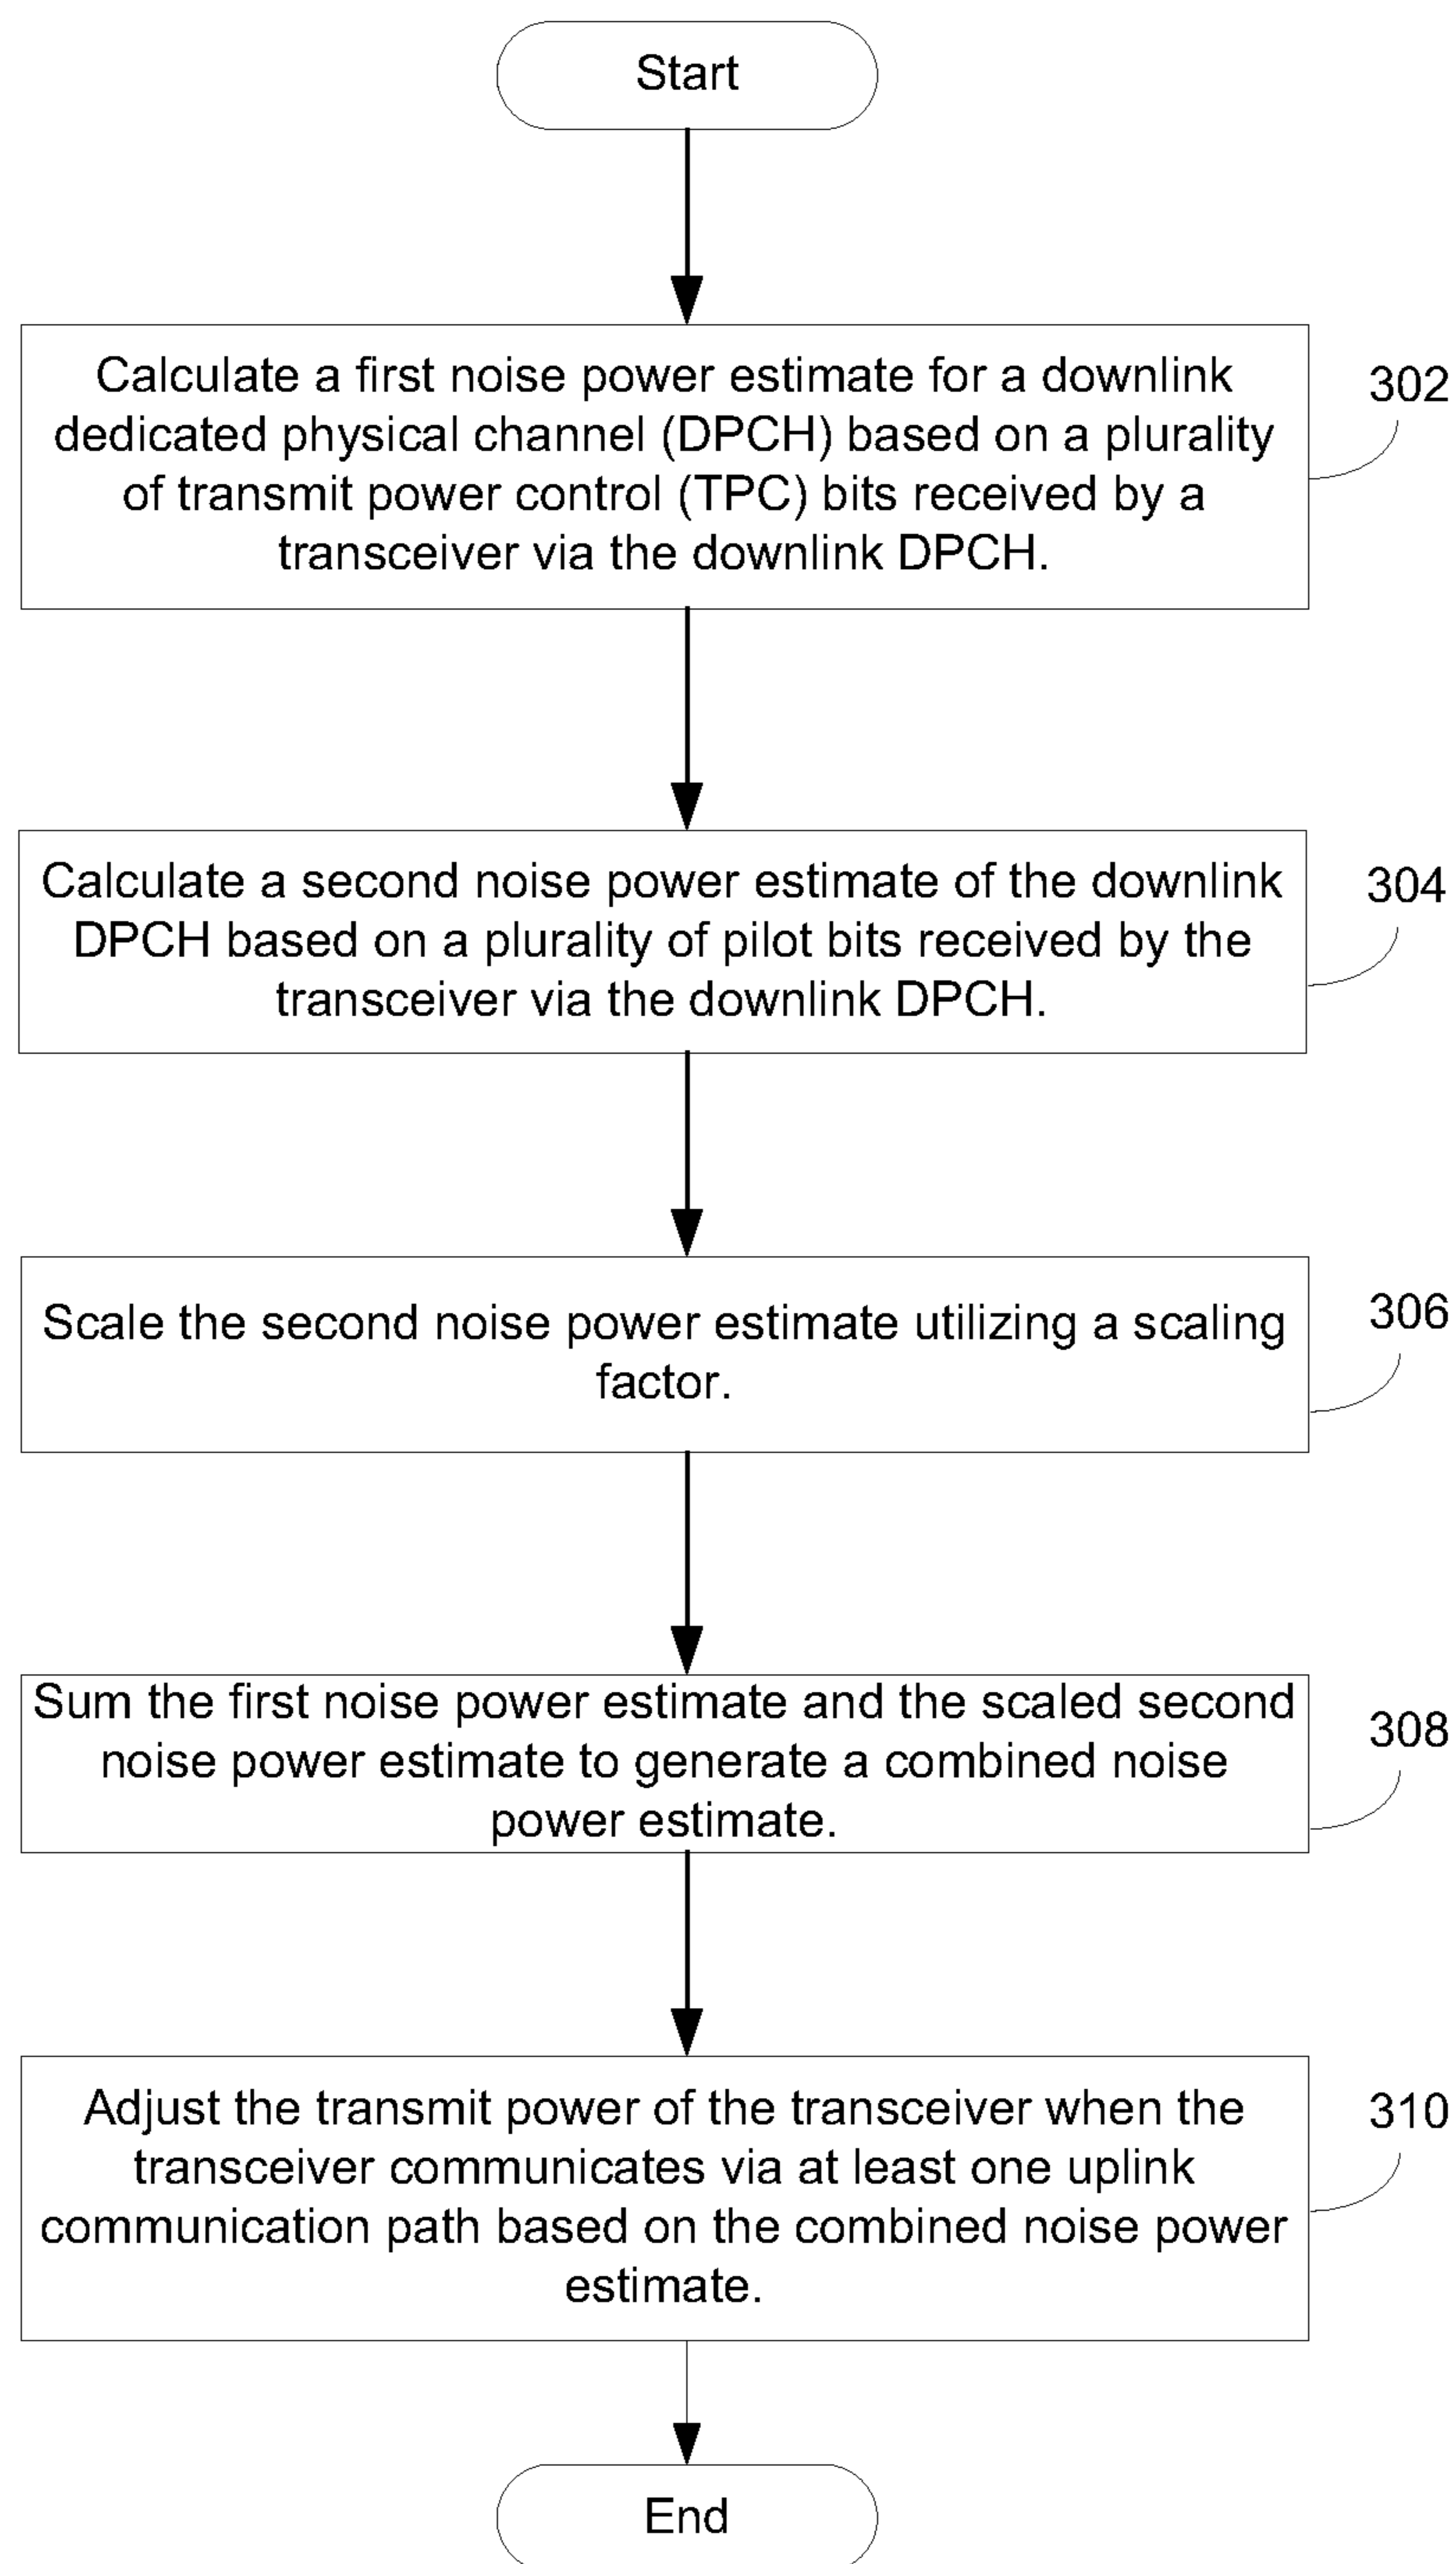 Start
Calculate a first noise power estimate for a downlink
dedicated physical channel (DPCH) based on a plurality
of transmit power control (TPC) bits received by a
transceiver via the downlink DPCH.
302
Calculate a second noise power estimate of the downlink
DPCH based on a plurality of pilot bits received by the
transceiver via the downlink DPCH.
304
Scale the second noise power estimate utilizing a scaling
factor.
306
Sum the first noise power estimate and the scaled second
noise power estimate to generate a combined noise
power estimate.
308
Adjust the transmit power of the transceiver when the
transceiver communicates via at least one uplink
communication path based on the combined noise power
estimate.
310
End